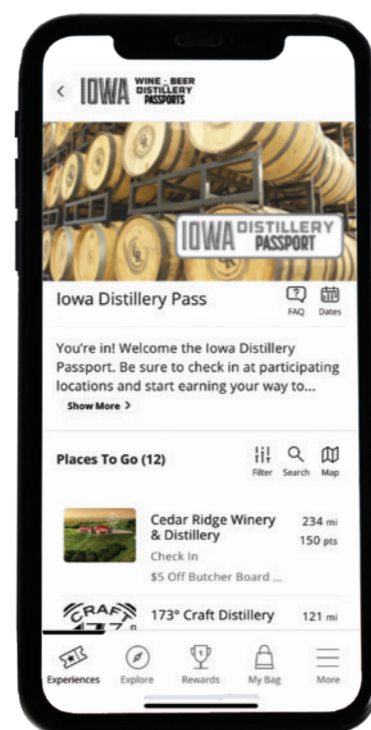 IOWA WINE - BEER
DISTILLERY
PASSPORTS
IOWA DISTILLERY
PASSPORT
Iowa Distillery Pass
FAQ Dates
You're in! Welcome the Iowa Distillery
Passport. Be sure to check in at participating
locations and start earning your way to...
Show More >
Places To Go (12)
Filter Search Map
Cedar Ridge Winery 234 mi
& Distillery 150 pts
Check In
$5 Off Butcher Board ...
CRAFT
173° Craft Distillery 121 mi
Experiences Explore Rewards My Bag More